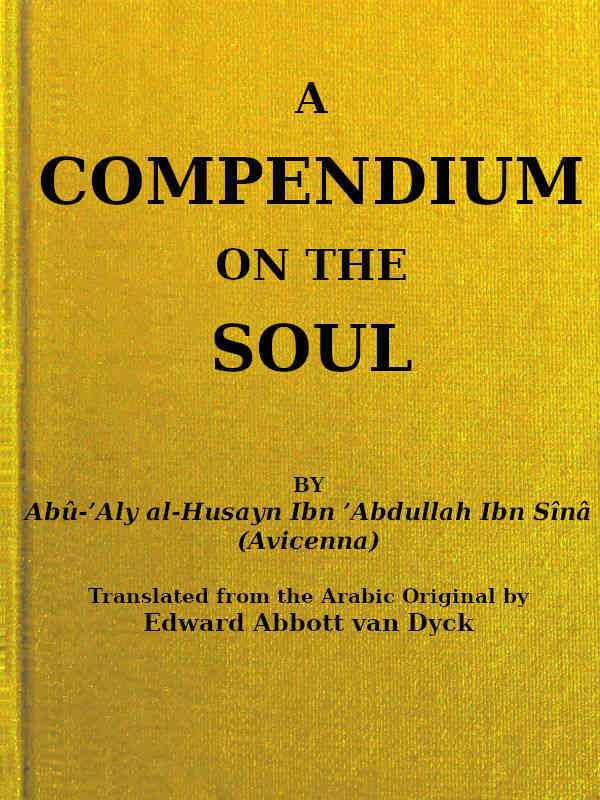 A
COMPENDIUM
ON THE
SOUL
BY
Abû-’Aly al-Husayn Ibn ’Abdullah Ibn Sînâ
(Avicenna)
Translated from the Arabic Original by
Edward Abbott van Dyck